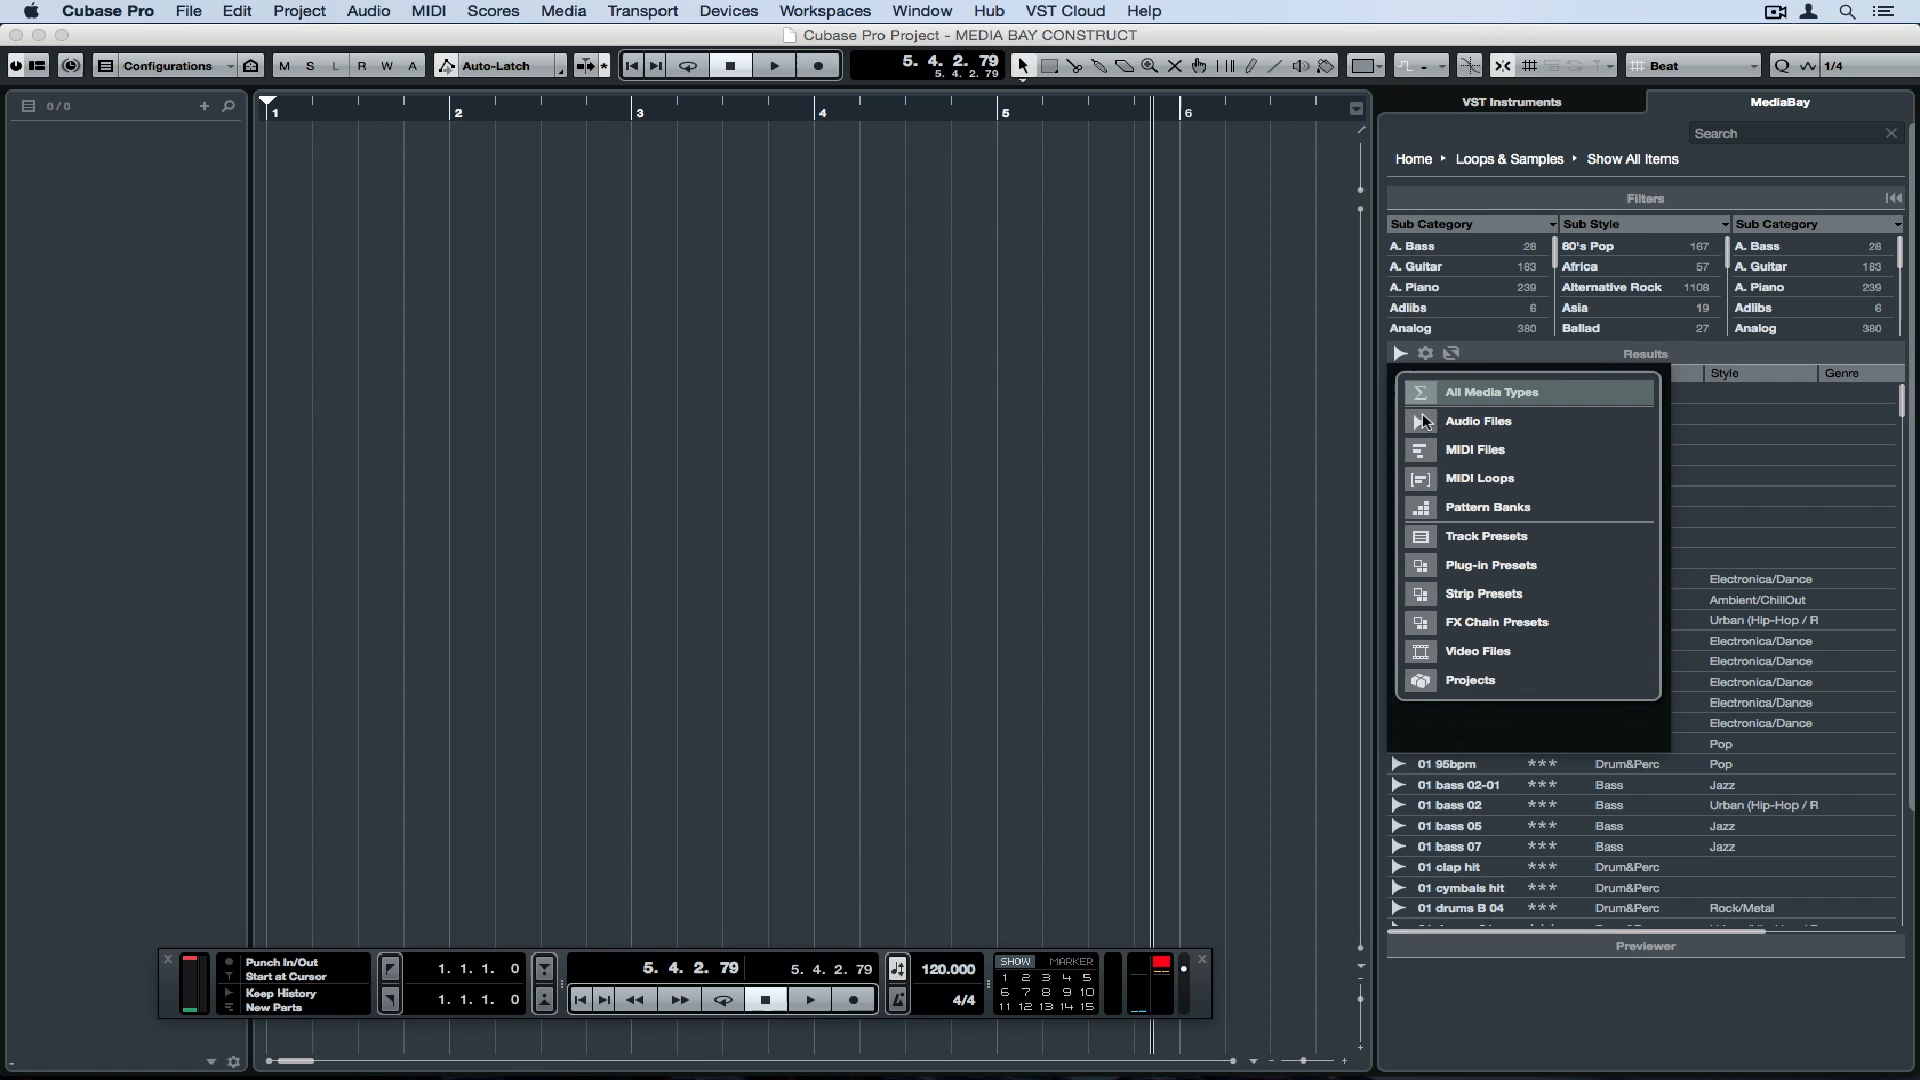 Cubase Pro File Edit Project Audio MIDI Scores Media Transport Devices Workspaces Window Hub VST Cloud Help
Cubase Pro Project - MEDIA BAY CONSTRUCT
Configurations M S L R W A Auto-Latch * 5. 4. 2. 79 Beat Q 1/4
5. 4. 2. 79
0/0
1 2 3 4 5 6
VST Instruments MediaBay
Search
Home Loops & Samples Show All Items
Filters
Sub Category Sub Style Sub Category
A. Bass 28 80's Pop 167 A. Bass 28
A. Guitar 183 Africa 57 A. Guitar 183
A. Piano 239 Alternative Rock 1108 A. Piano 239
Adlibs 6 Asia 19 Adlibs 6
Analog 380 Ballad 27 Analog 380
Results
Style Genre
All Media Types
Audio Files
MIDI Files
MIDI Loops
Pattern Banks
Track Presets
Plug-in Presets
Strip Presets
FX Chain Presets
Video Files
Projects
Electronica/Dance
Ambient/ChillOut
Urban (Hip-Hop / R
Electronica/Dance
Electronica/Dance
Electronica/Dance
Electronica/Dance
Electronica/Dance
Pop
01 95bpm *** Drum&Perc Pop
01 bass 02-01 *** Bass Jazz
01 bass 02 *** Bass Urban (Hip-Hop / R
01 bass 05 *** Bass Jazz
01 bass 07 *** Bass Jazz
01 clap hit *** Drum&Perc
01 cymbals hit *** Drum&Perc
01 drums B 04 *** Drum&Perc Rock/Metal
Previewer
Punch In/Out
Start at Cursor
Keep History
New Parts
1. 1. 1. 0
1. 1. 1. 0
5. 4. 2. 79 5. 4. 2. 79
120.000
4/4
SHOW MARKER
1 2 3 4 5
6 7 8 9 10
11 12 13 14 15